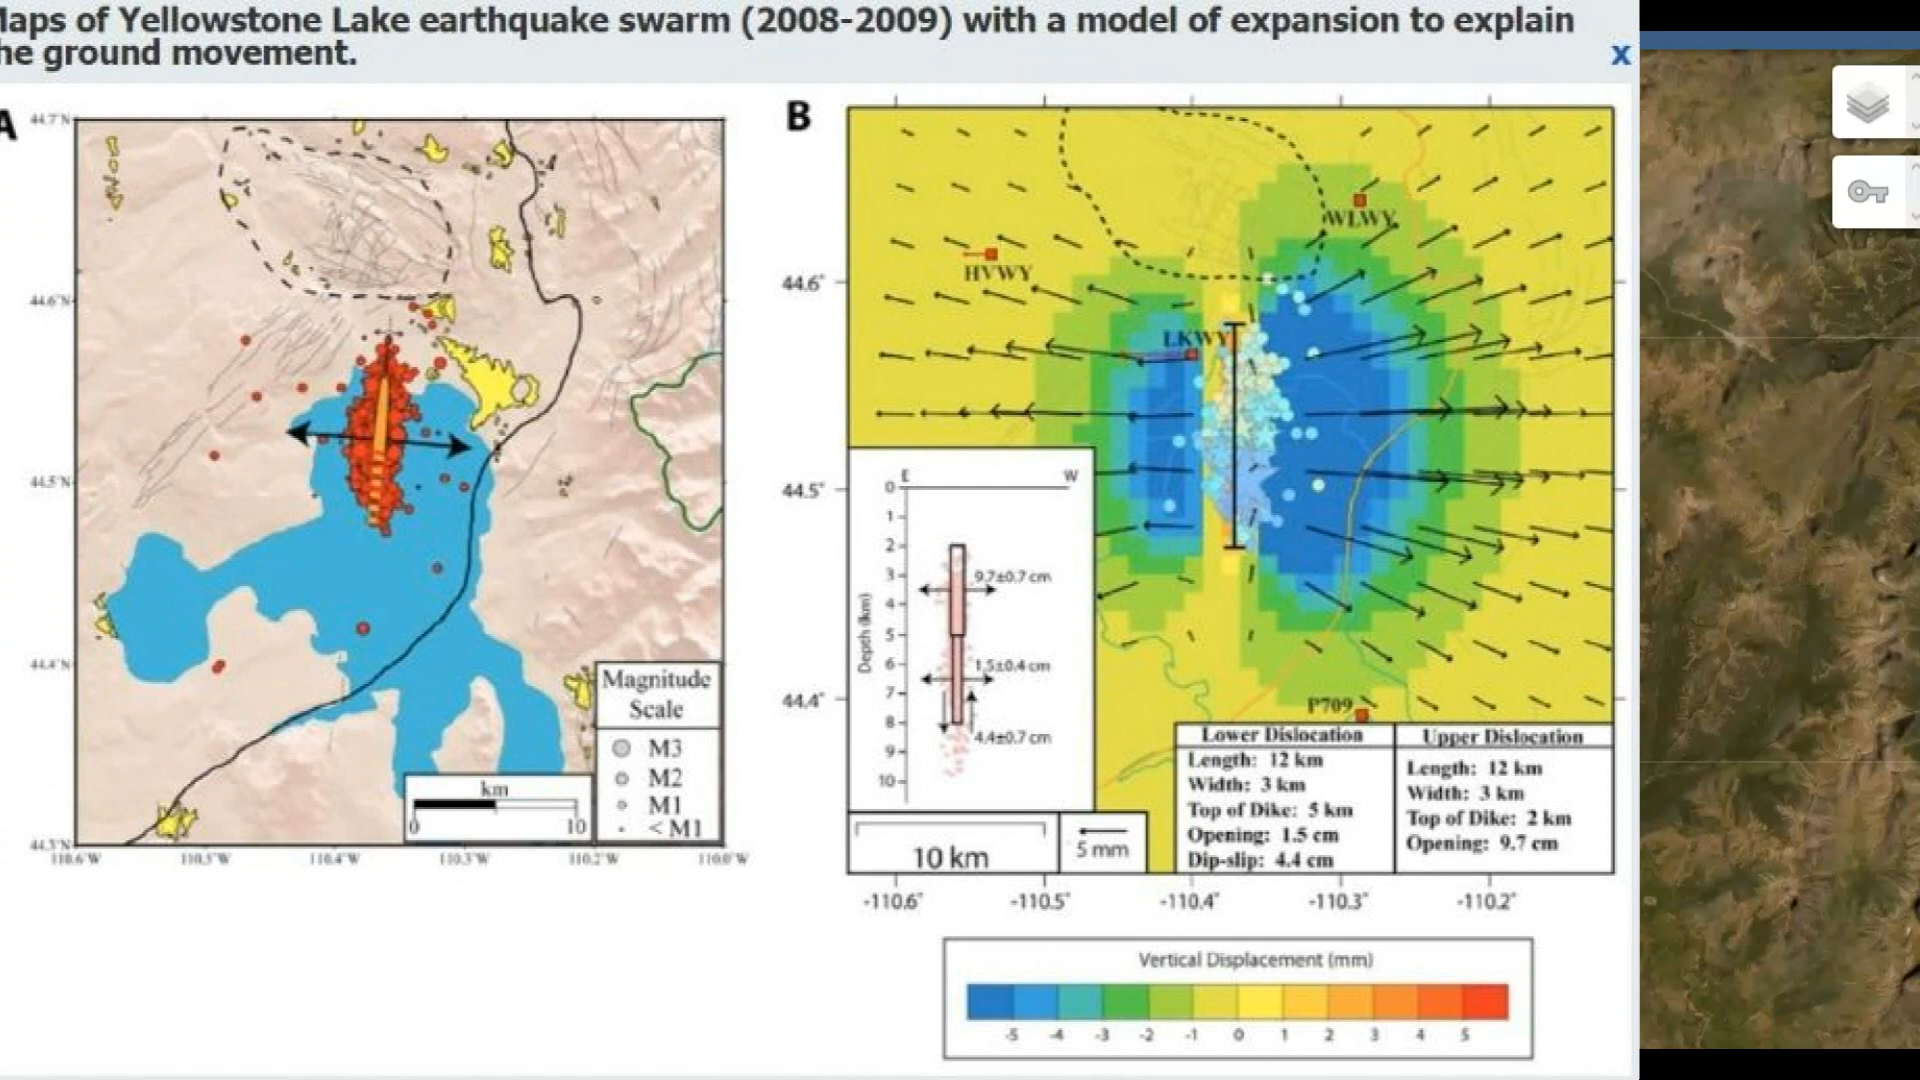 Maps of Yellowstone Lake earthquake swarm (2008-2009) with a model of expansion to explain
the ground movement.
x
A
44.7°N
44.6°N
44.5°N
44.4°N
44.3°N
110.6°W
110.5°W
110.4°W
110.3°W
110.2°W
110.0°W
Magnitude
Scale
M3
M2
M1
< M1
km
0
10
B
44.6°
44.5°
44.4°
WLWY
HVWY
LKWY
P709
E
W
0
1
2
3
4
5
6
7
8
9
10
Depth (km)
9.7±0.7 cm
1.5±0.4 cm
4.4±0.7 cm
10 km
5 mm
Lower Dislocation
Length: 12 km
Width: 3 km
Top of Dike: 5 km
Opening: 1.5 cm
Dip-slip: 4.4 cm
Upper Dislocation
Length: 12 km
Width: 3 km
Top of Dike: 2 km
Opening: 9.7 cm
-110.6°
-110.5°
-110.4°
-110.3°
-110.2°
Vertical Displacement (mm)
-5
-4
-3
-2
-1
0
1
2
3
4
5